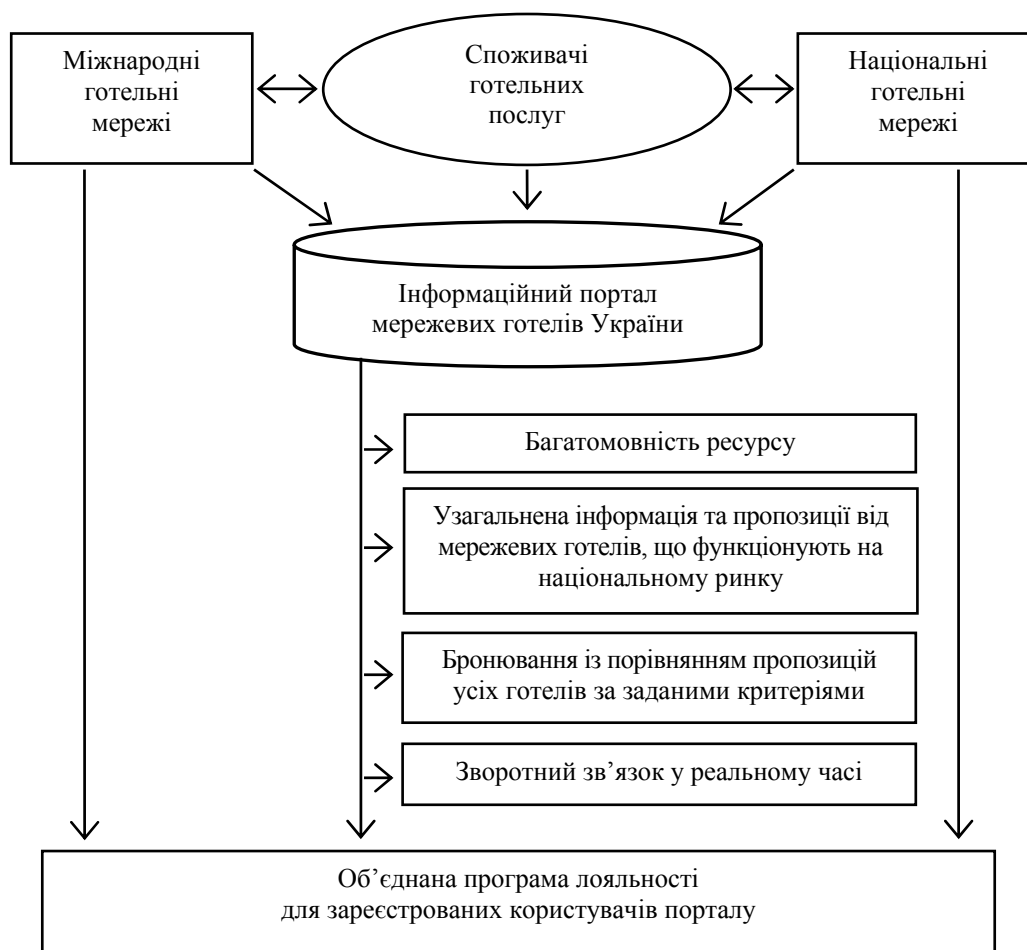 Міжнародні
готельні
мережі
Споживачі
готельних
послуг
Національні
готельні
мережі
Інформаційний портал
мережевих готелів України
Багатомовність ресурсу
Узагальнена інформація та пропозиції від
мережевих готелів, що функціонують на
національному ринку
Бронювання із порівнянням пропозицій
усіх готелів за заданими критеріями
Зворотний зв’язок у реальному часі
Об’єднана програма лояльності
для зареєстрованих користувачів порталу